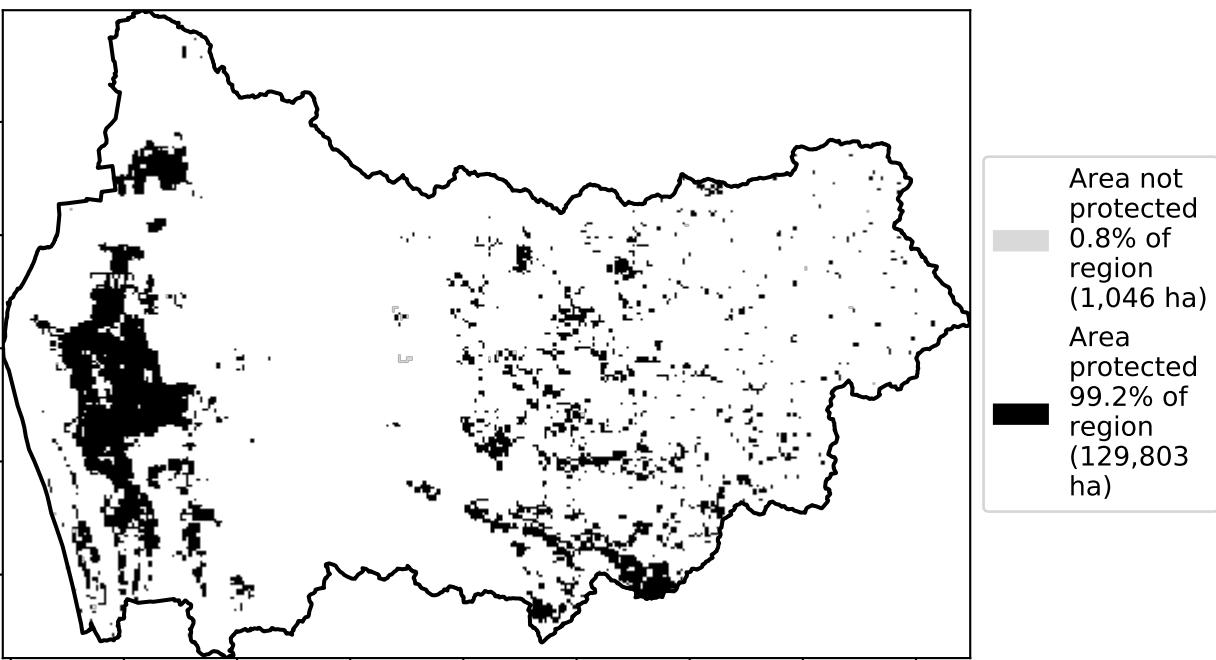 Area not
protected
0.8% of
region
(1,046 ha)
Area
protected
99.2% of
region
(129,803
ha)